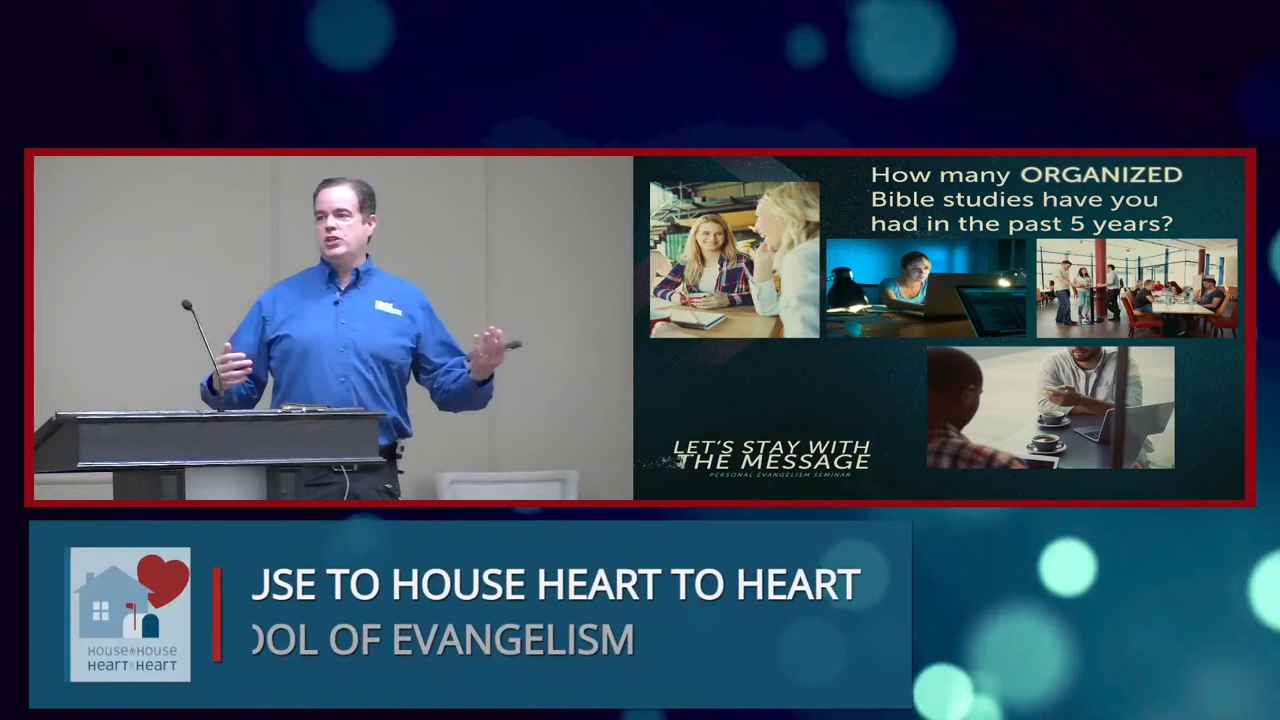 How many ORGANIZED
Bible studies have you
had in the past 5 years?
LET'S STAY WITH
THE MESSAGE
PERSONAL EVANGELISM SEMINAR
USE TO HOUSE HEART TO HEART
OOL OF EVANGELISM
HOUSE to HOUSE
HEART to HEART